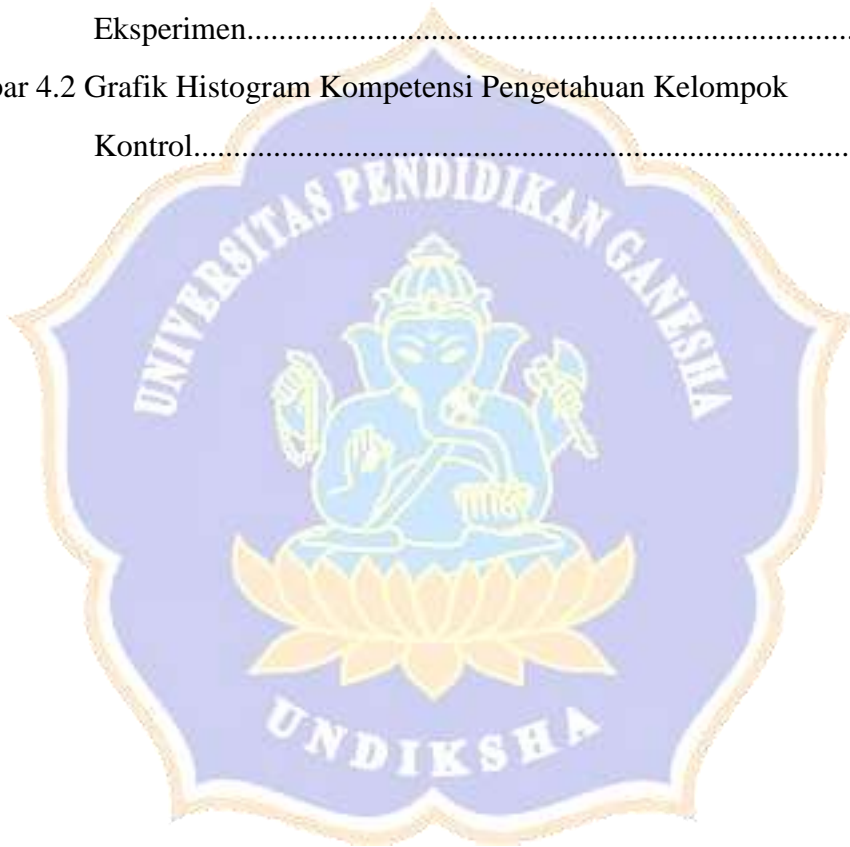 Eksperimen...............................................................................
bar 4.2 Grafik Histogram Kompetensi Pengetahuan Kelompok
Kontrol......................................................................................
UNIVERSITAS PENDIDIKAN GANESHA
UNDIKSHA